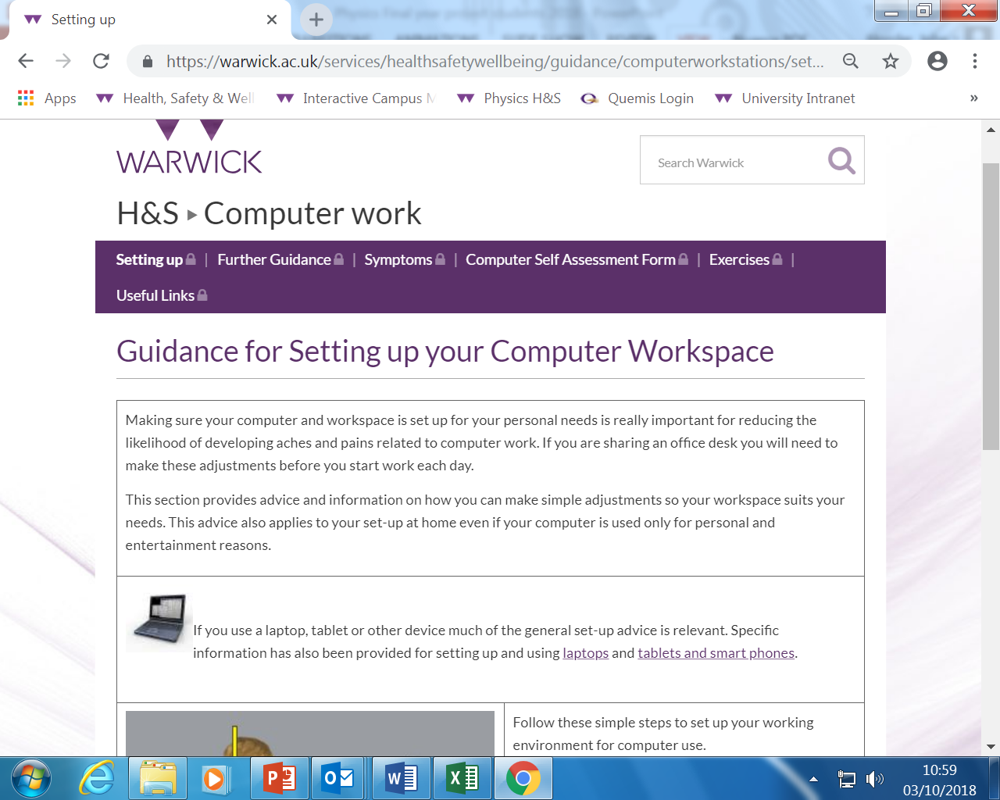 Setting up
https://warwick.ac.uk/services/healthsafetywellbeing/guidance/computerworkstations/set...
Apps Health, Safety & Well Interactive Campus M Physics H&S Quemis Login University Intranet »
WARWICK
Search Warwick
H&S ▸ Computer work
Setting up | Further Guidance | Symptoms | Computer Self Assessment Form | Exercises |
Useful Links
Guidance for Setting up your Computer Workspace
Making sure your computer and workspace is set up for your personal needs is really important for reducing the
likelihood of developing aches and pains related to computer work. If you are sharing an office desk you will need to
make these adjustments before you start work each day.
This section provides advice and information on how you can make simple adjustments so your workspace suits your
needs. This advice also applies to your set-up at home even if your computer is used only for personal and
entertainment reasons.
If you use a laptop, tablet or other device much of the general set-up advice is relevant. Specific
information has also been provided for setting up and using laptops and tablets and smart phones.
Follow these simple steps to set up your working
environment for computer use.
10:59
03/10/2018